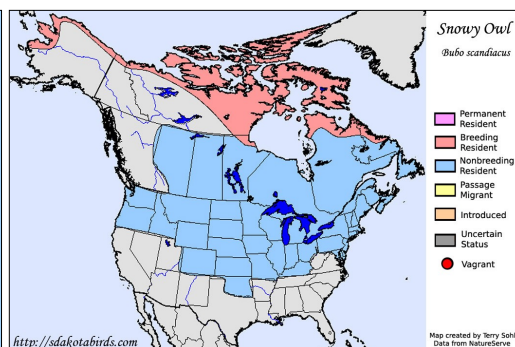 Snowy Owl
Bubo scandiacus
Permanent
Resident
Breeding
Resident
Nonbreeding
Resident
Passage
Migrant
Introduced
Uncertain
Status
Vagrant
http://sdakotabirds.com
Map created by Terry Sohl
Data from NatureServe